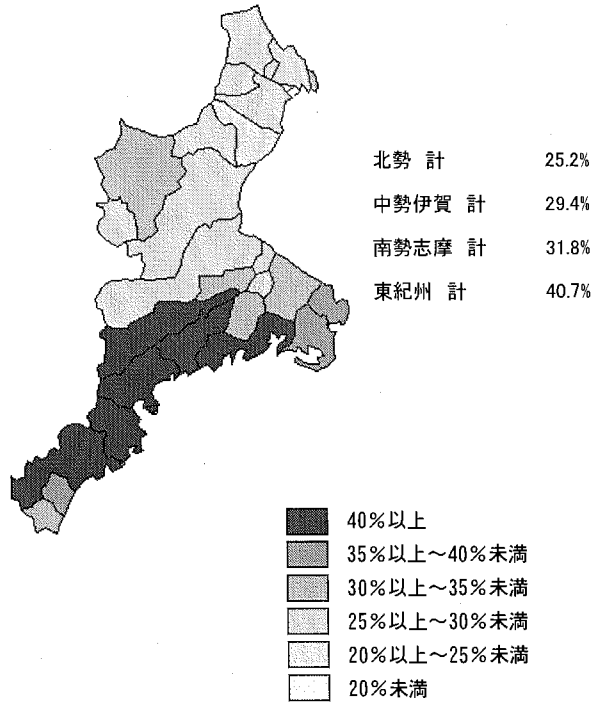 北勢 計 25.2%
中勢伊賀 計 29.4%
南勢志摩 計 31.8%
東紀州 計 40.7%
40%以上
35%以上～40%未満
30%以上～35%未満
25%以上～30%未満
20%以上～25%未満
20%未満